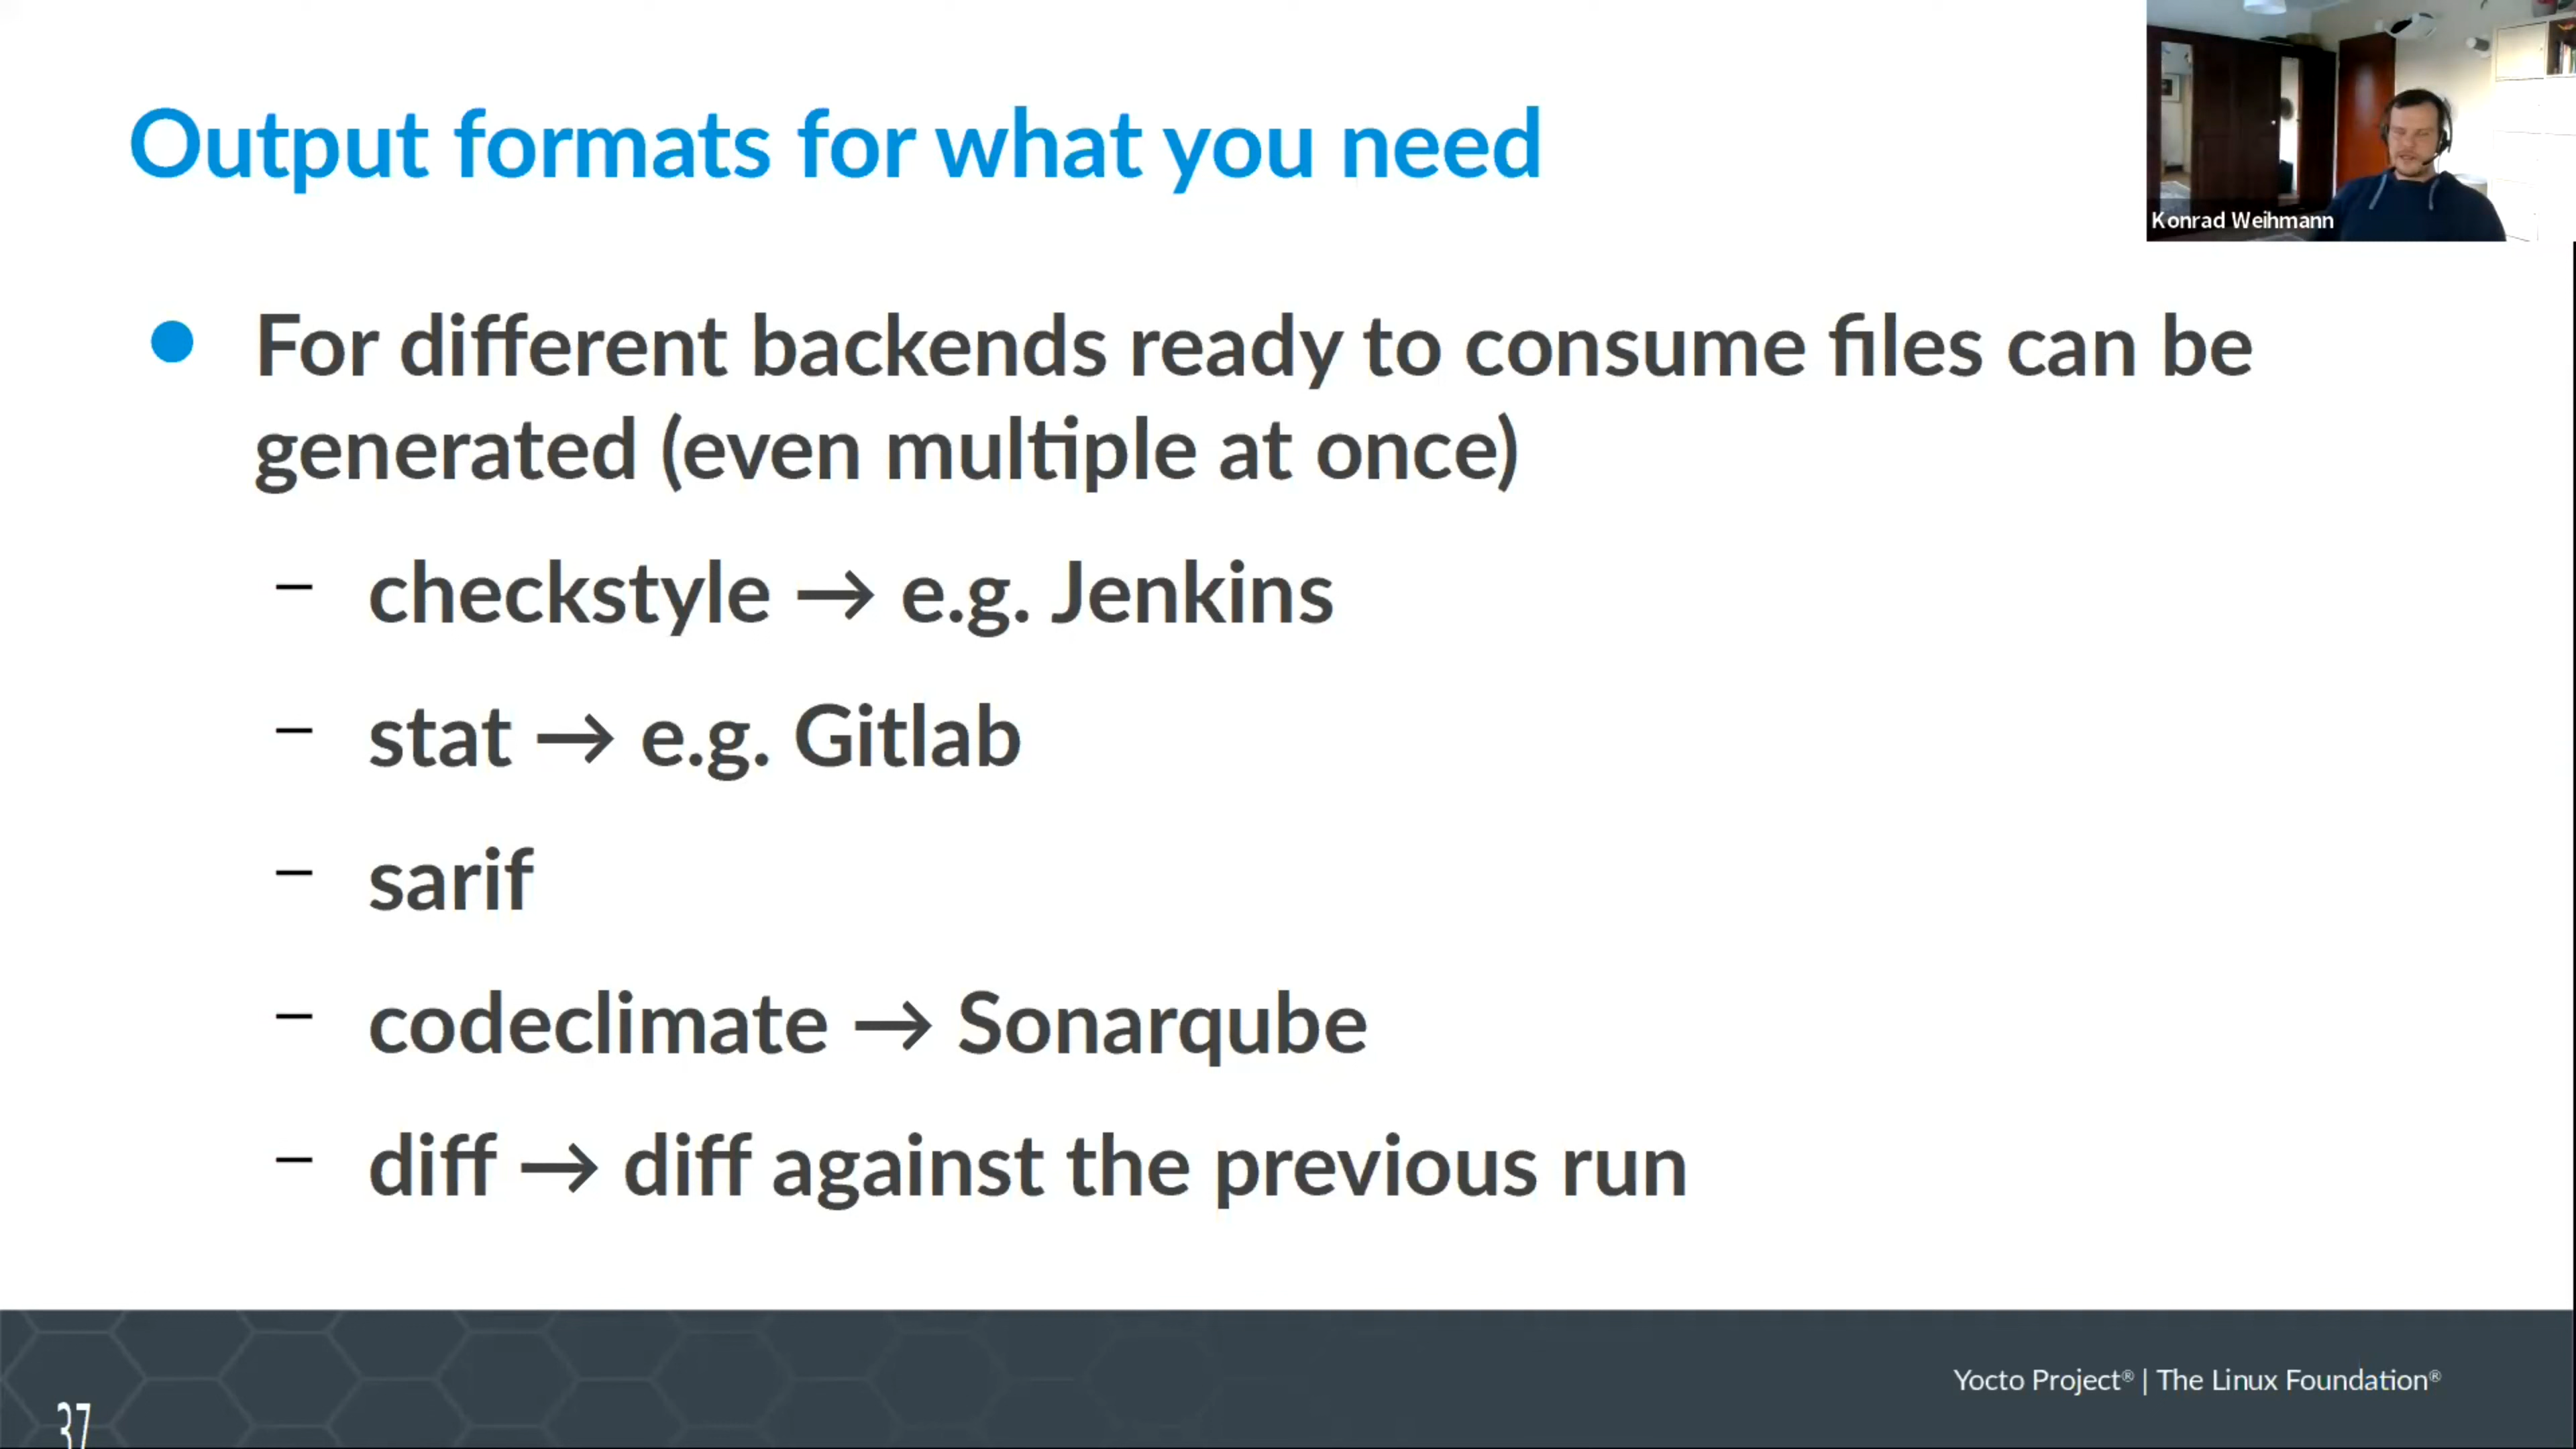 Output formats for what you need
Konrad Weihmann
● For different backends ready to consume files can be
generated (even multiple at once)
– checkstyle → e.g. Jenkins
– stat → e.g. Gitlab
– sarif
– codeclimate → Sonarqube
– diff → diff against the previous run
Yocto Project® | The Linux Foundation®
37